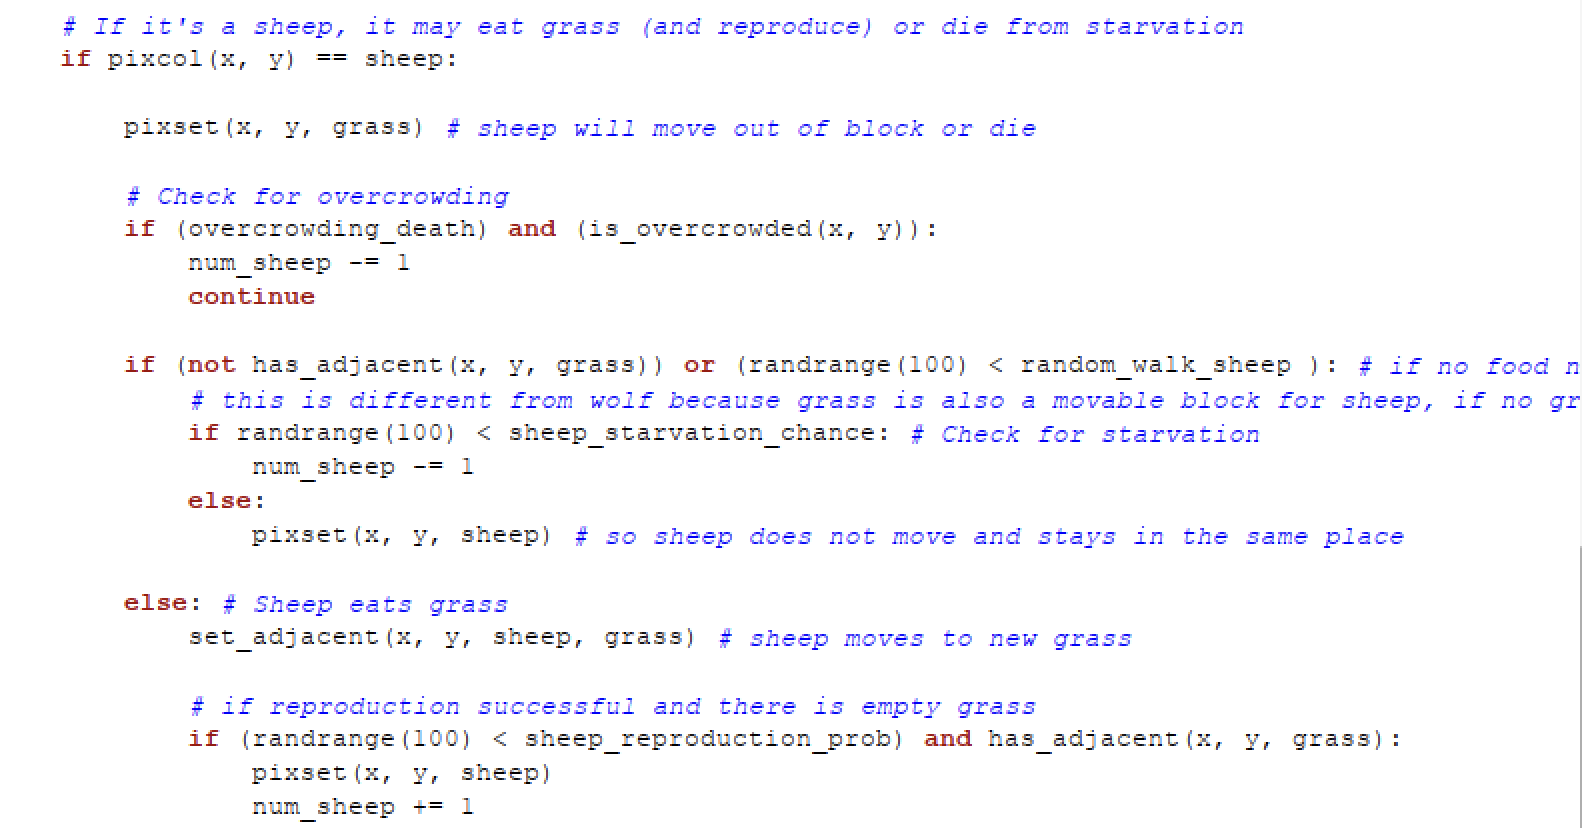 # If it's a sheep, it may eat grass (and reproduce) or die from starvation
if pixcol(x, y) == sheep:
pixset(x, y, grass) # sheep will move out of block or die
# Check for overcrowding
if (overcrowding_death) and (is_overcrowded(x, y)):
num_sheep -= 1
continue
if (not has_adjacent(x, y, grass)) or (randrange(100) < random_walk_sheep ): # if no food n
# this is different from wolf because grass is also a movable block for sheep, if no gr
if randrange(100) < sheep_starvation_chance: # Check for starvation
num_sheep -= 1
else:
pixset(x, y, sheep) # so sheep does not move and stays in the same place
else: # Sheep eats grass
set_adjacent(x, y, sheep, grass) # sheep moves to new grass
# if reproduction successful and there is empty grass
if (randrange(100) < sheep_reproduction_prob) and has_adjacent(x, y, grass):
pixset(x, y, sheep)
num_sheep += 1